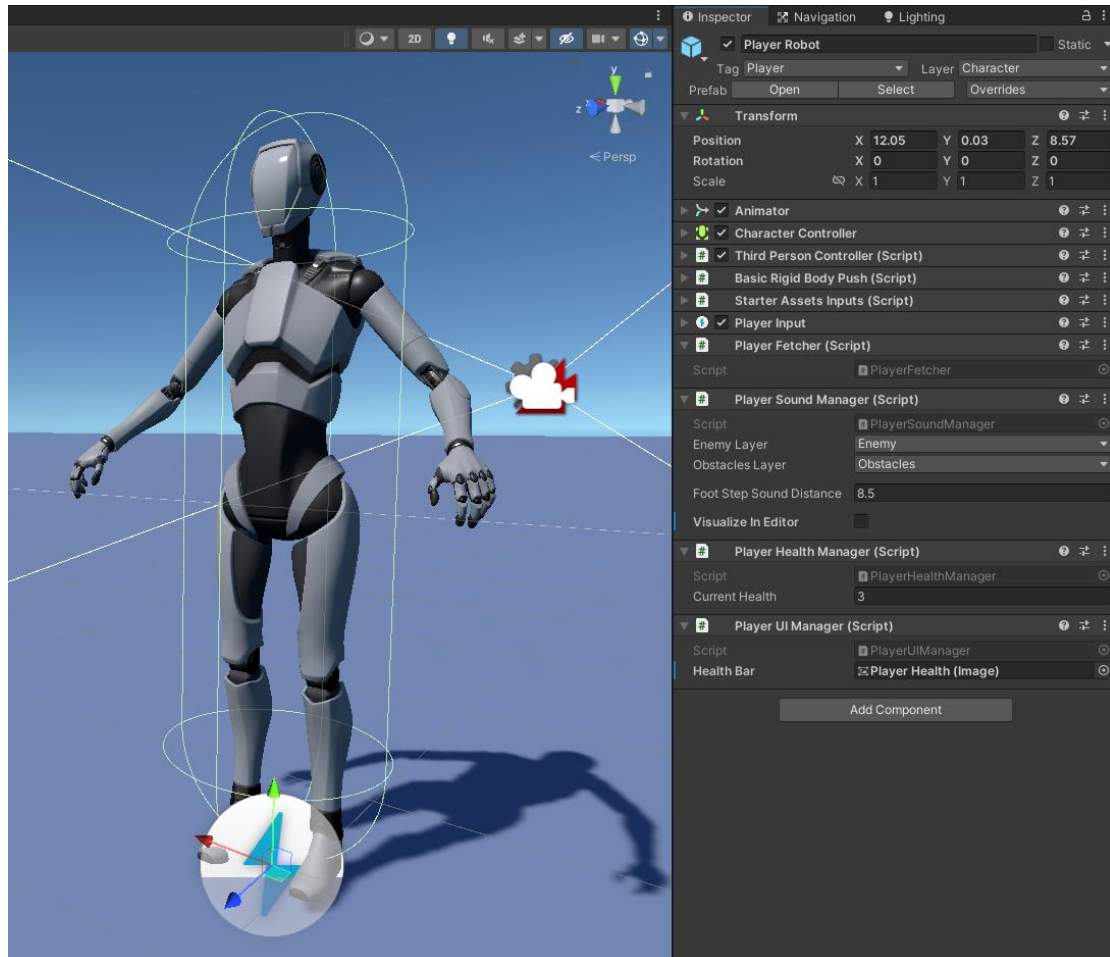 2D
y
z
Persp
Inspector Navigation Lighting
Player Robot Static
Tag Player Layer Character
Prefab Open Select Overrides
Transform
Position X 12.05 Y 0.03 Z 8.57
Rotation X 0 Y 0 Z 0
Scale X 1 Y 1 Z 1
Animator
Character Controller
# Third Person Controller (Script)
# Basic Rigid Body Push (Script)
# Starter Assets Inputs (Script)
Player Input
# Player Fetcher (Script)
Script PlayerFetcher
# Player Sound Manager (Script)
Script PlayerSoundManager
Enemy Layer Enemy
Obstacles Layer Obstacles
Foot Step Sound Distance 8.5
Visualize In Editor
# Player Health Manager (Script)
Script PlayerHealthManager
Current Health 3
# Player UI Manager (Script)
Script PlayerUIManager
Health Bar Player Health (Image)
Add Component